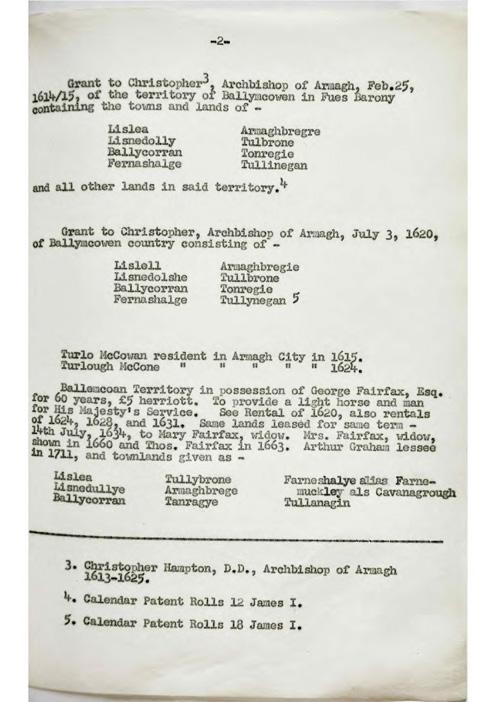 -2-
Grant to Christopher3, Archbishop of Armagh, Feb.25,
1614/15, of the territory of Ballymcowen in Fues Barony
containing the towns and lands of -
Lislea Armaghbregre
Lisnedolly Tulbrone
Ballycorran Tonregie
Fernashalge Tullinegan
and all other lands in said territory.4
Grant to Christopher, Archbishop of Armagh, July 3, 1620,
of Ballymcowen country consisting of -
Lislell Armaghbregie
Lisnedolshe Tullbrone
Ballycorran Tonregie
Fernashalge Tullynegan 5
Turlo McCowan resident in Armagh City in 1615.
Turlough McCone " " " " " 1624.
Ballemcoan Territory in possession of George Fairfax, Esq.
for 60 years, £5 herriott. To provide a light horse and man
for His Majesty's Service. See Rental of 1620, also rentals
of 1624, 1628, and 1631. Same lands leased for same term -
14th July, 1634, to Mary Fairfax, widow. Mrs. Fairfax, widow,
shown in 1660 and Thos. Fairfax in 1663. Arthur Graham lessee
in 1711, and townlands given as -
Lislea Tullybrone Farneshalye alias Farne-
Lisnedullye Armaghbrege muckley als Cavanagrough
Ballycorran Tanragye Tullanagin
3. Christopher Hampton, D.D., Archbishop of Armagh
1613-1625.
4. Calendar Patent Rolls 12 James I.
5. Calendar Patent Rolls 18 James I.